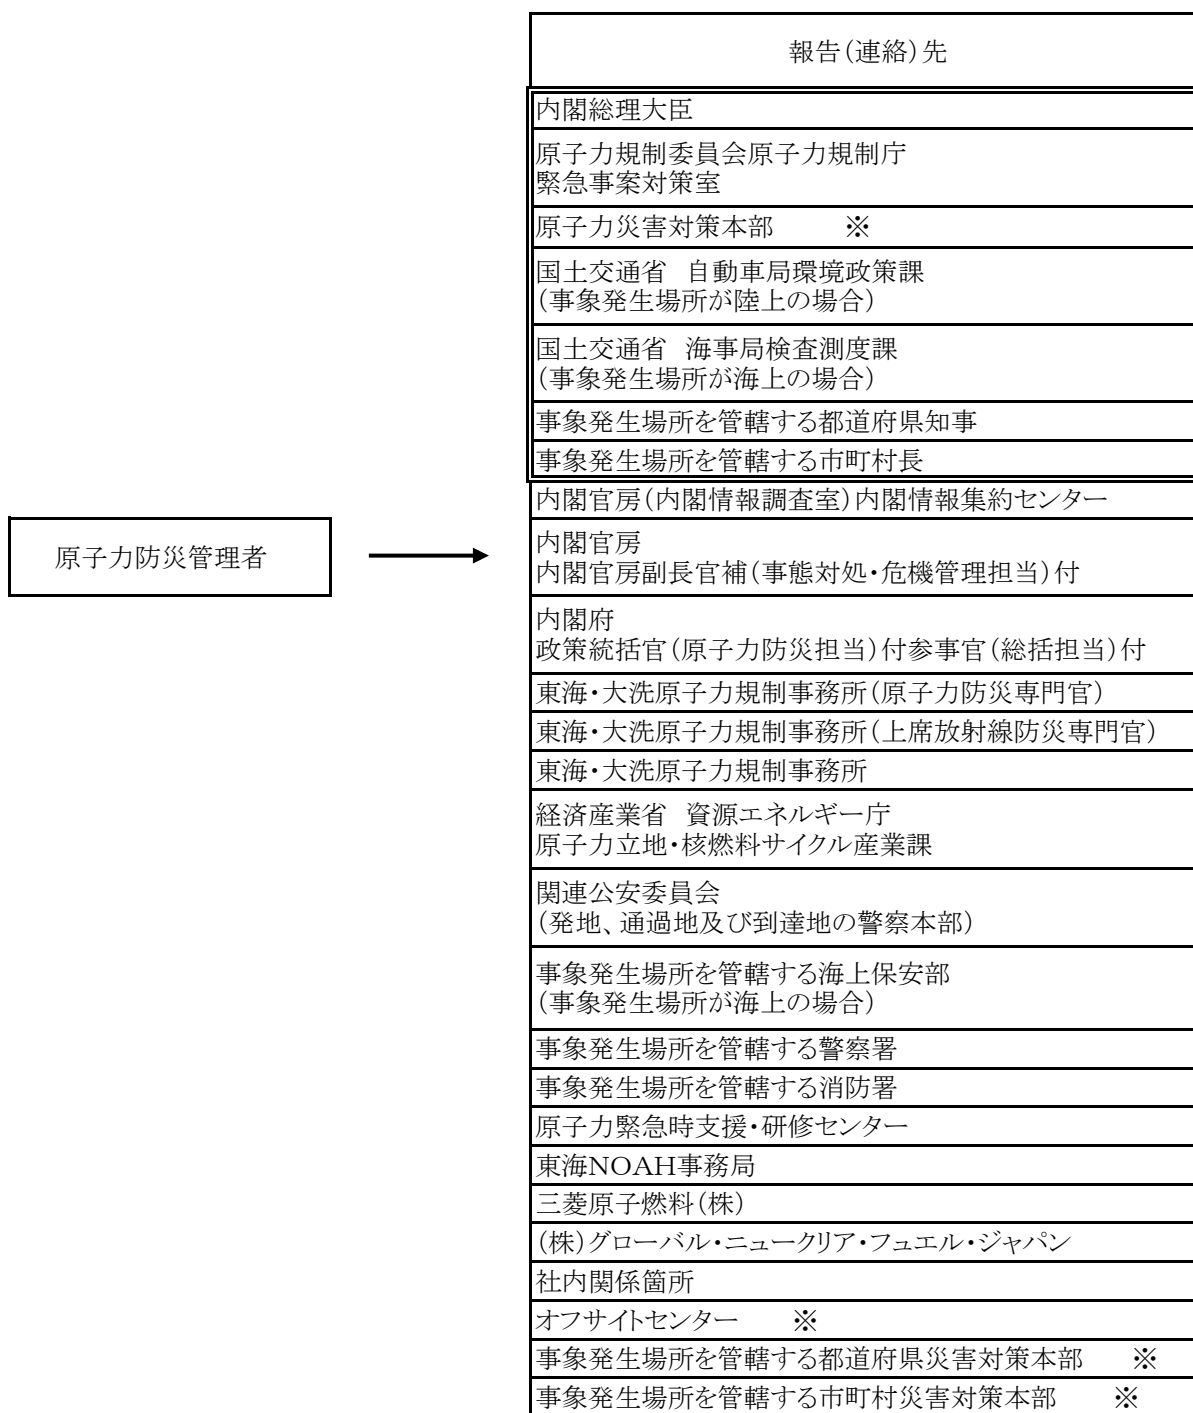 報告(連絡)先
内閣総理大臣
原子力規制委員会原子力規制庁
緊急事案対策室
原子力災害対策本部　　※
国土交通省　自動車局環境政策課
(事象発生場所が陸上の場合)
国土交通省　海事局検査測度課
(事象発生場所が海上の場合)
事象発生場所を管轄する都道府県知事
事象発生場所を管轄する市町村長
内閣官房(内閣情報調査室)内閣情報集約センター
原子力防災管理者
内閣官房
内閣官房副長官補(事態対処・危機管理担当)付
内閣府
政策統括官(原子力防災担当)付参事官(総括担当)付
東海・大洗原子力規制事務所(原子力防災専門官)
東海・大洗原子力規制事務所(上席放射線防災専門官)
東海・大洗原子力規制事務所
経済産業省　資源エネルギー庁
原子力立地・核燃料サイクル産業課
関連公安委員会
(発地、通過地及び到達地の警察本部)
事象発生場所を管轄する海上保安部
(事象発生場所が海上の場合)
事象発生場所を管轄する警察署
事象発生場所を管轄する消防署
原子力緊急時支援・研修センター
東海NOAH事務局
三菱原子燃料(株)
(株)グローバル・ニュークリア・フュエル・ジャパン
社内関係箇所
オフサイトセンター　　※
事象発生場所を管轄する都道府県災害対策本部　　※
事象発生場所を管轄する市町村災害対策本部　　※